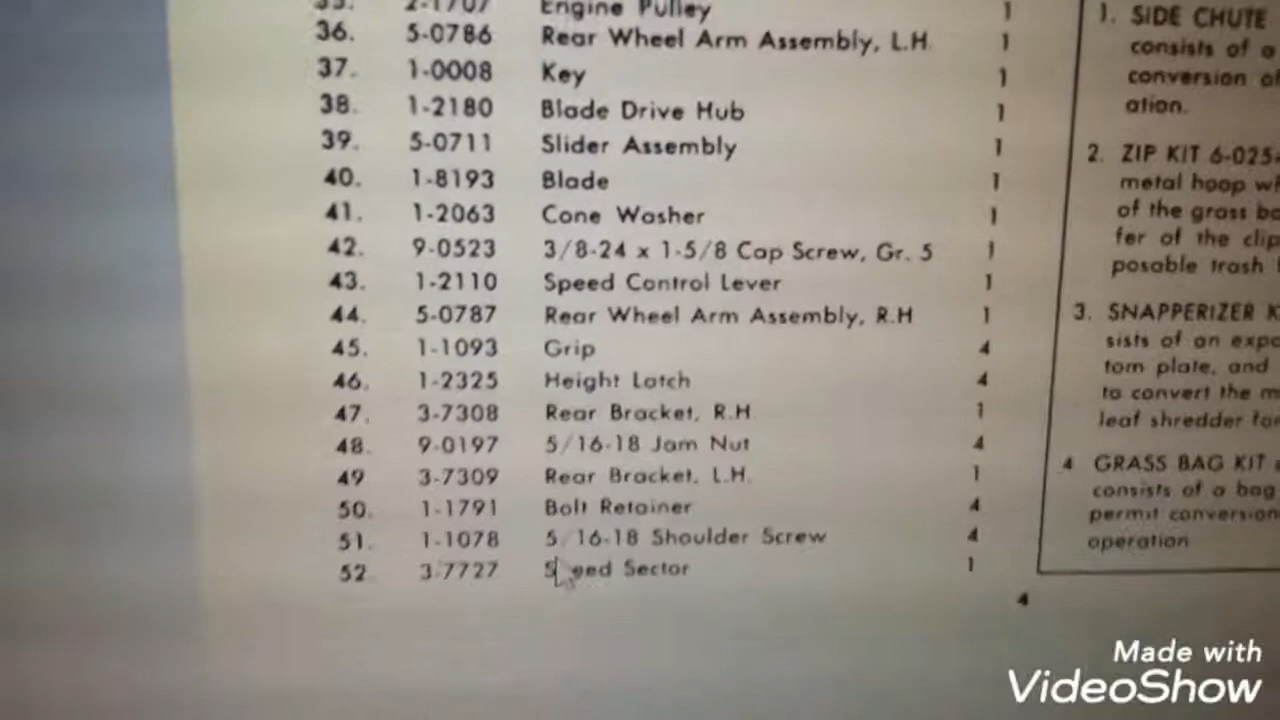 35. 2-1707 Engine Pulley 1
36. 5-0786 Rear Wheel Arm Assembly, L.H. 1
37. 1-0008 Key 1
38. 1-2180 Blade Drive Hub 1
39. 5-0711 Slider Assembly 1
40. 1-8193 Blade 1
41. 1-2063 Cone Washer 1
42. 9-0523 3/8-24 x 1-5/8 Cap Screw, Gr. 5 1
43. 1-2110 Speed Control Lever 1
44. 5-0787 Rear Wheel Arm Assembly, R.H 1
45. 1-1093 Grip 4
46. 1-2325 Height Latch 4
47. 3-7308 Rear Bracket, R.H. 1
48. 9-0197 5/16-18 Jam Nut 4
49 3-7309 Rear Bracket, L.H. 1
50. 1-1791 Bolt Retainer 4
51. 1-1078 5/16-18 Shoulder Screw 4
52 3-7727 Speed Sector 1
1. SIDE CHUTE
consists of a
conversion of
ation.
2. ZIP KIT 6-025
metal hoop
of the grass
fer of the
posable trash
3. SNAPPERIZER
sists of an
tom plate, and
to convert the
leaf shredder
4 GRASS BAG KIT
consists of a bag
permit conversion
operation
4
Made with
VideoShow